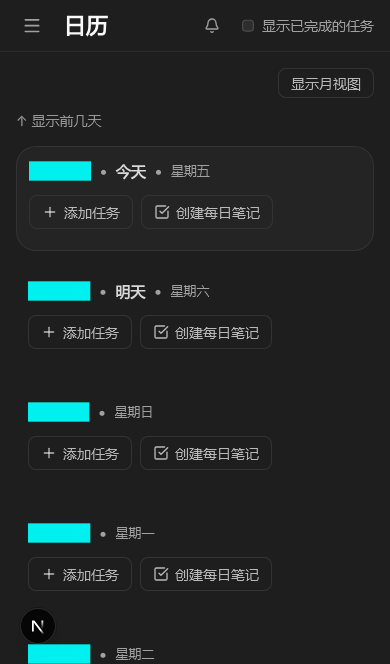 日历
显示已完成的任务
显示月视图
↑ 显示前几天
• 今天 • 星期五
+ 添加任务
创建每日笔记
• 明天 • 星期六
+ 添加任务
创建每日笔记
• 星期日
+ 添加任务
创建每日笔记
• 星期一
+ 添加任务
创建每日笔记
N
• 星期二